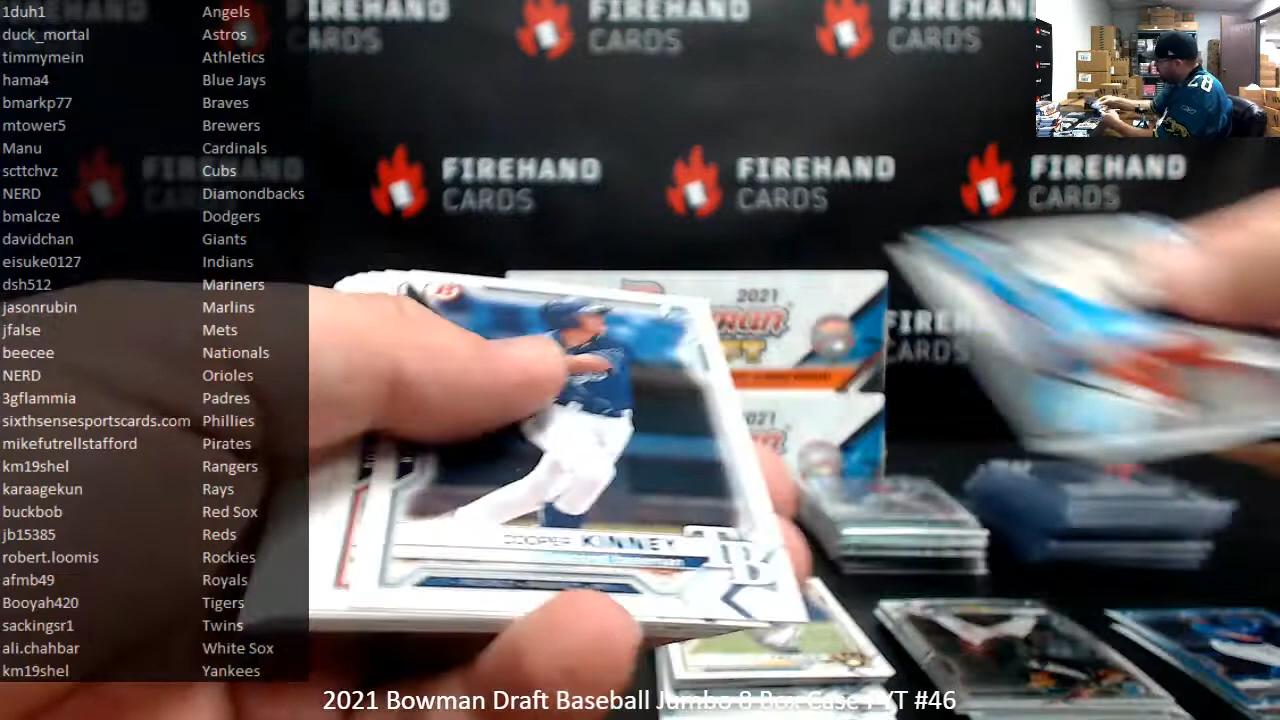 1duh1 Angels
duck_mortal Astros
timmymein Athletics
hama4 Blue Jays
bmarkp77 Braves
mtower5 Brewers
Manu Cardinals
scttchvz Cubs
NERD Diamondbacks
bmalcze Dodgers
davidchan Giants
eisuke0127 Indians
dsh512 Mariners
jasonrubin Marlins
jfalse Mets
beecee Nationals
NERD Orioles
3gflammia Padres
sixthsensesportscards.com Phillies
mikefutrellstafford Pirates
km19shel Rangers
karaagekun Rays
buckbob Red Sox
jb15385 Reds
robert.loomis Rockies
afmb49 Royals
Booyah420 Tigers
sackingsr1 Twins
ali.chahbar White Sox
km19shel Yankees
FIREHAND
CARDS
FIREHAND
CARDS
FIREHAND
CARDS
FIREHAND
CARDS
FIREHAND
CARDS
FIREHAND
CARDS
2021
2021
COOPER KINNEY
TB
28
2021 Bowman Draft Baseball Jumbo 8 Box Case PYT #46